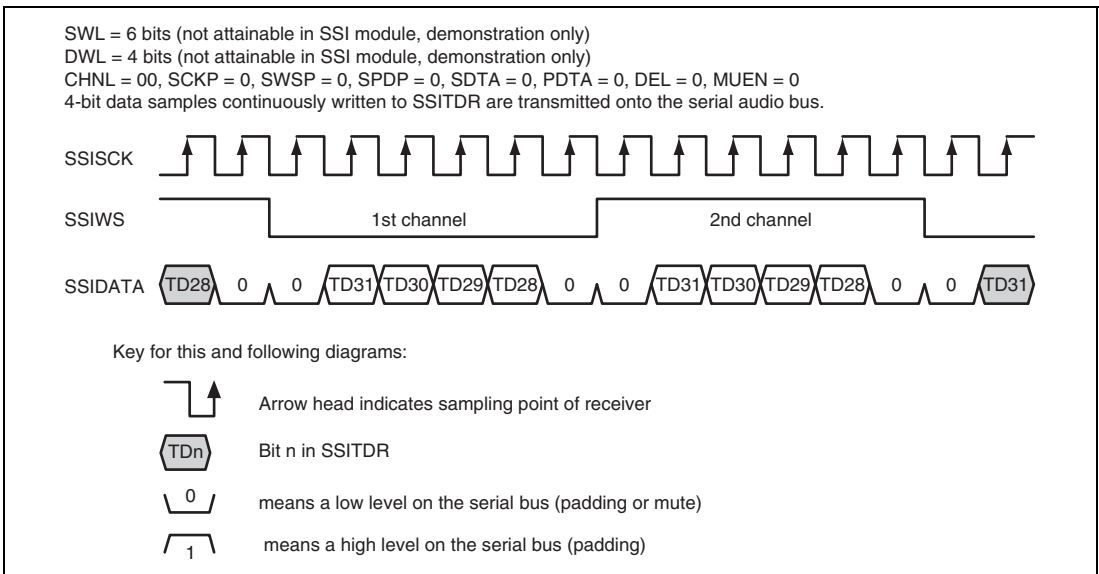 SWL = 6 bits (not attainable in SSI module, demonstration only)
DWL = 4 bits (not attainable in SSI module, demonstration only)
CHNL = 00, SCKP = 0, SWSP = 0, SPDP = 0, SDTA = 0, PDTA = 0, DEL = 0, MUEN = 0
4-bit data samples continuously written to SSITDR are transmitted onto the serial audio bus.
SSISCK
SSIWS 1st channel 2nd channel
SSIDATA TD28 0 0 TD31 TD30 TD29 TD28 0 0 TD31 TD30 TD29 TD28 0 0 TD31
Key for this and following diagrams:
Arrow head indicates sampling point of receiver
TDn Bit n in SSITDR
0 means a low level on the serial bus (padding or mute)
1 means a high level on the serial bus (padding)